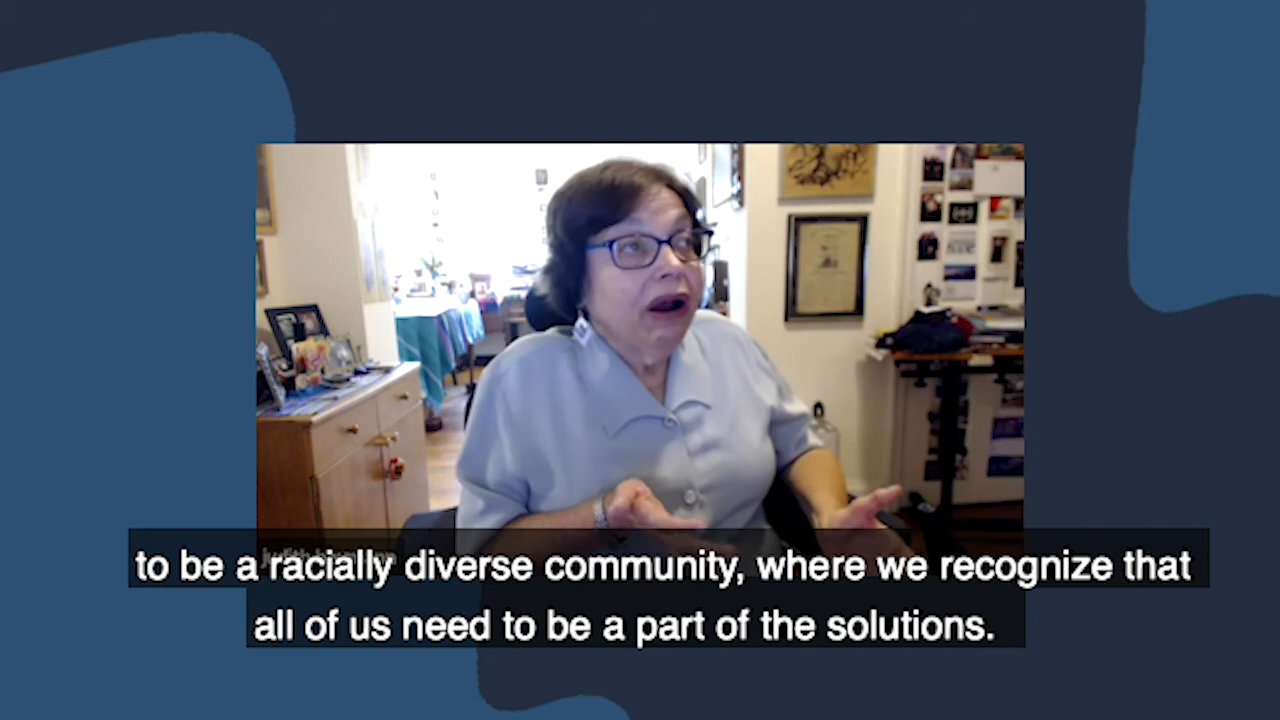 to be a racially diverse community, where we recognize that
all of us need to be a part of the solutions.